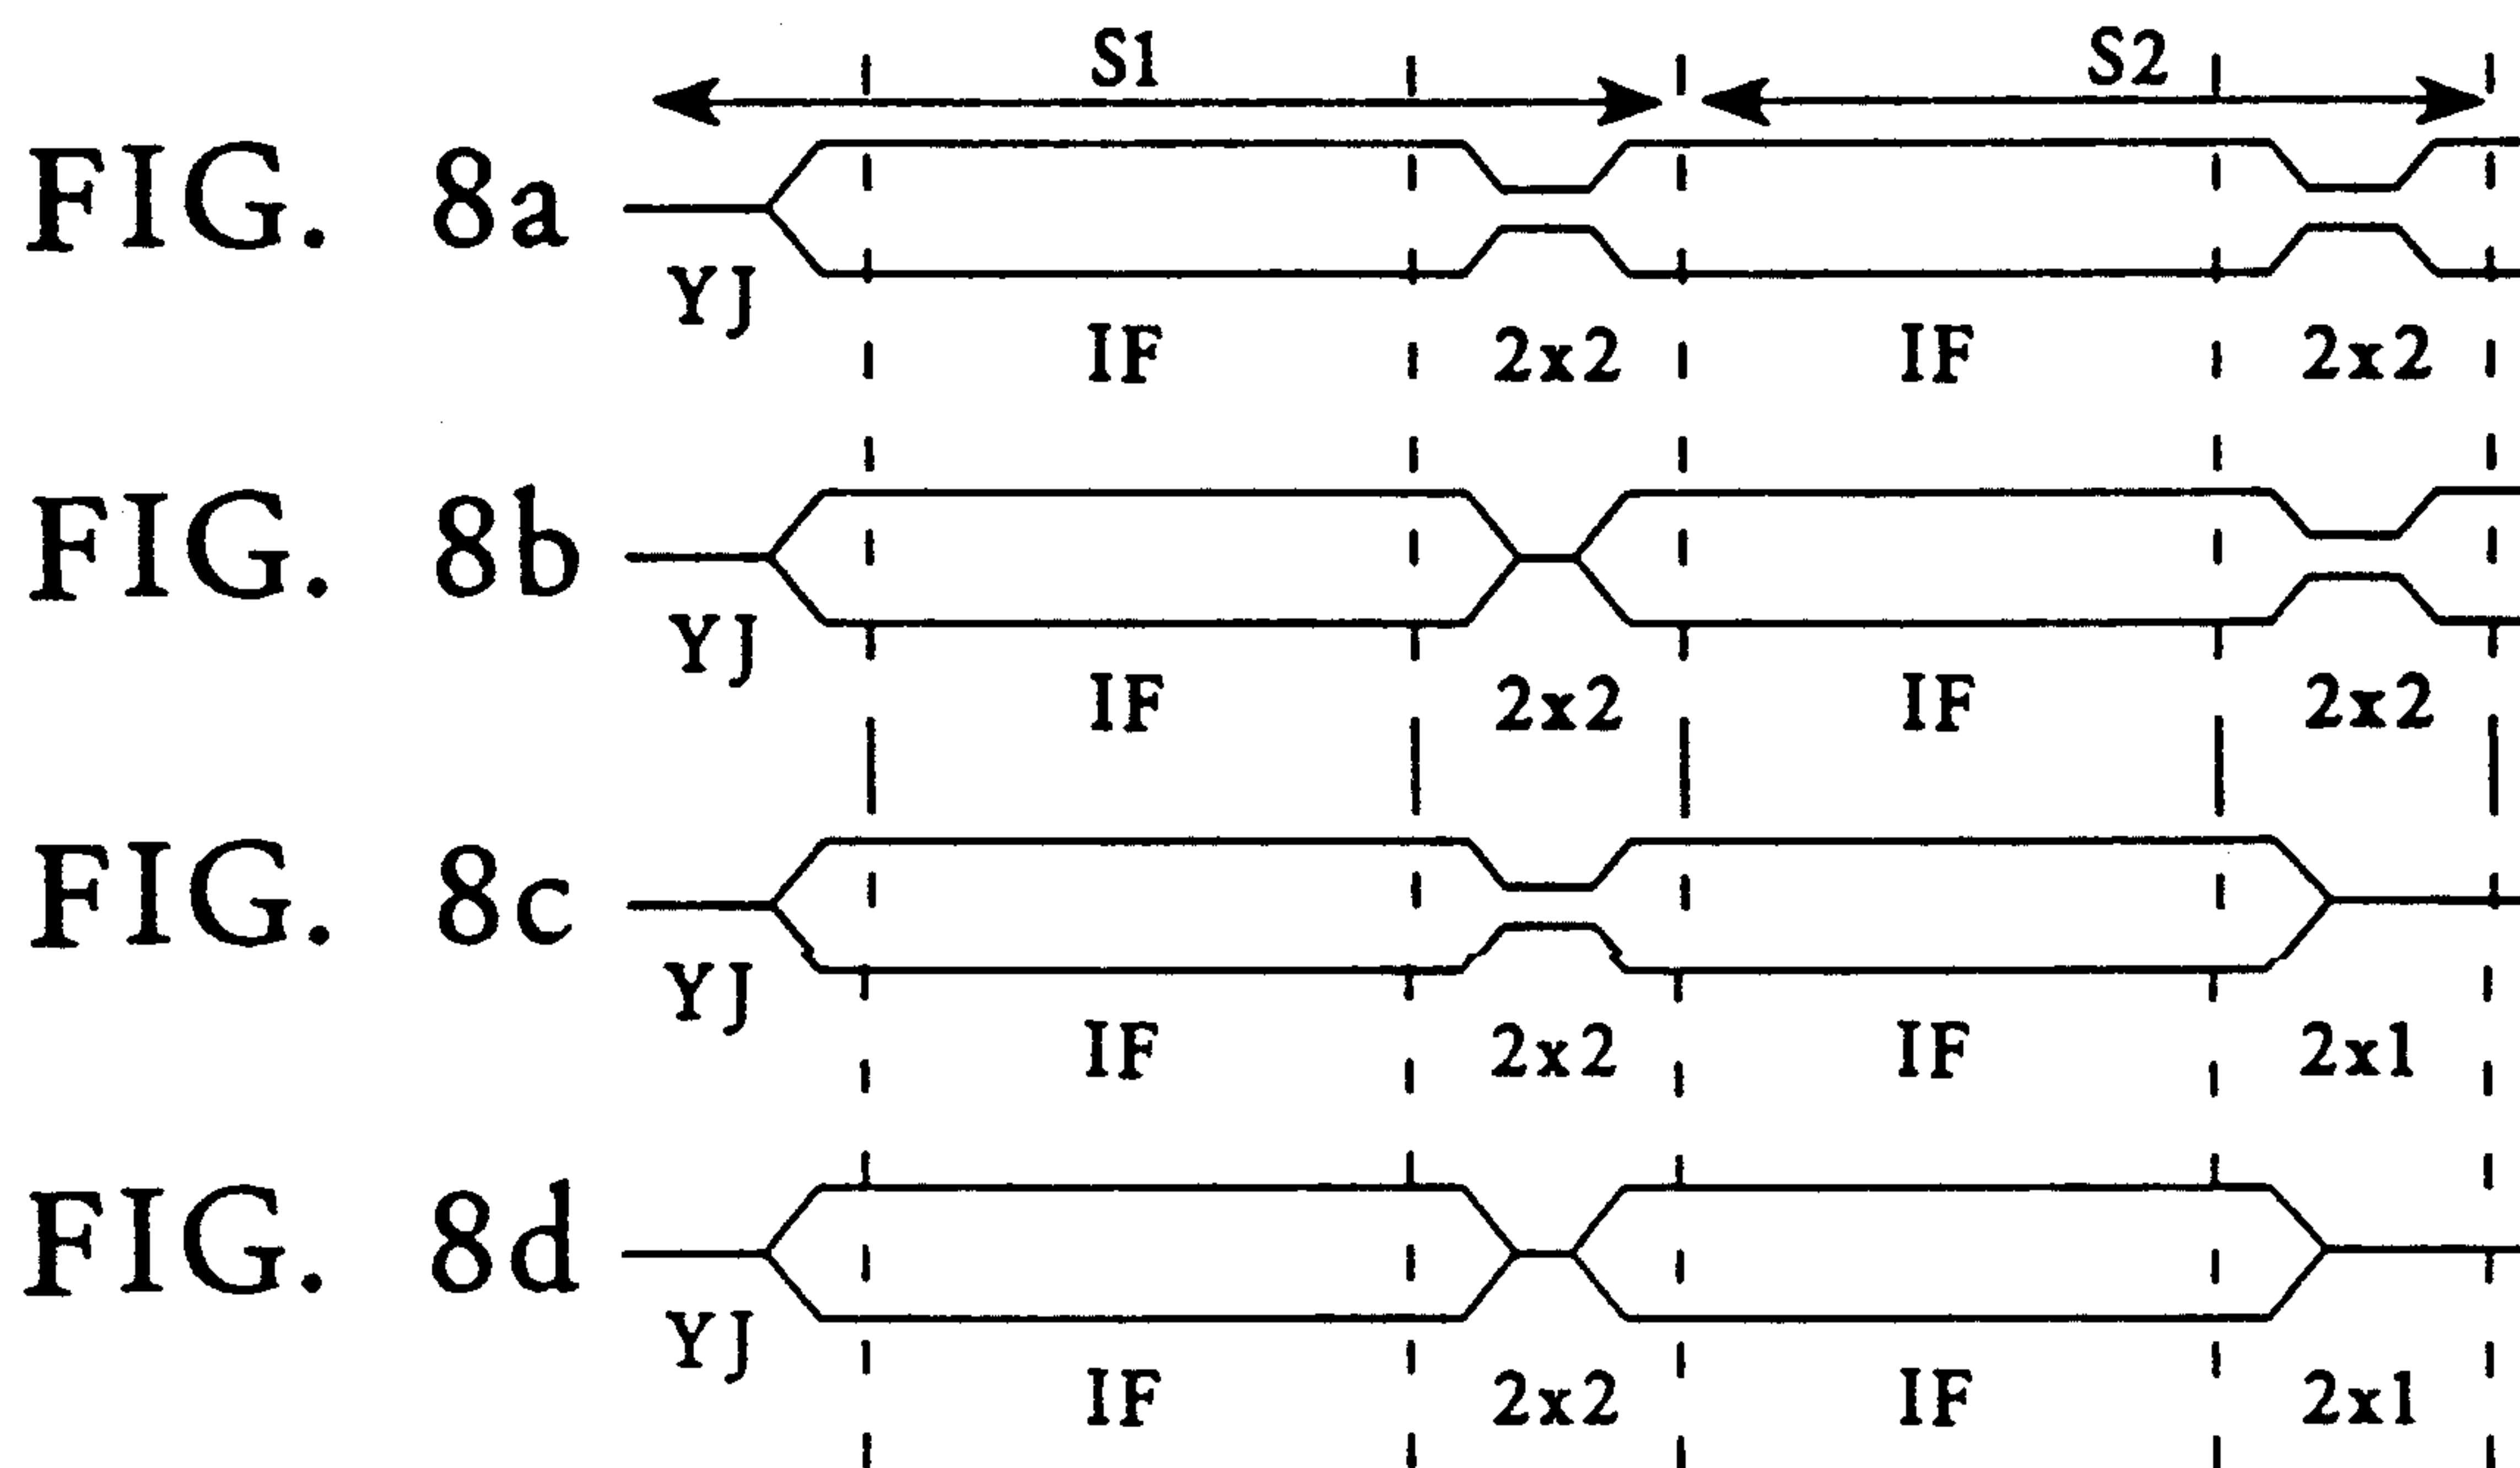 S1 S2
FIG. 8a
YJ IF 2x2 IF 2x2
FIG. 8b
YJ IF 2x2 IF 2x2
FIG. 8c
YJ IF 2x2 IF 2x1
FIG. 8d
YJ IF 2x2 IF 2x1